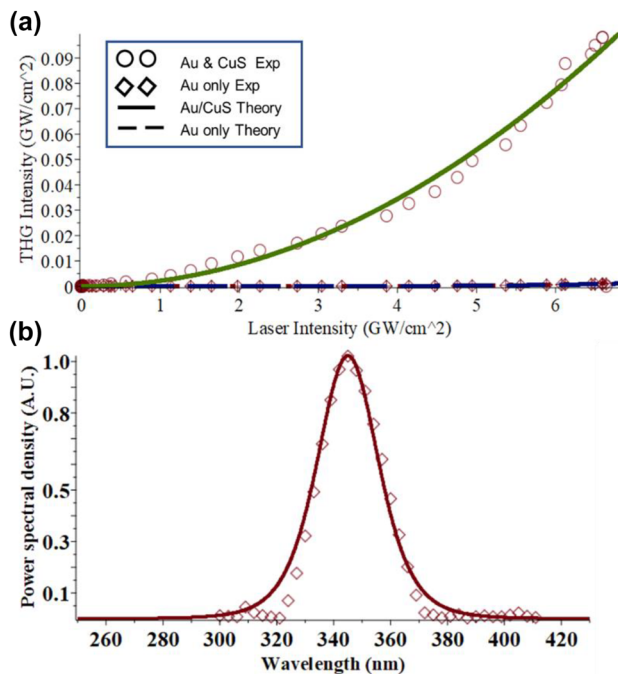 (a)
THG Intensity (GW/cm^2)
0.09
0.08
0.07
0.06
0.05
0.04
0.03
0.02
0.01
0
Au & CuS Exp
Au only Exp
Au/CuS Theory
Au only Theory
0 1 2 3 4 5 6
Laser Intensity (GW/cm^2)
(b)
Power spectral density (A.U.)
1.0
0.8
0.5
0.3
0.1
260 280 300 320 340 360 380 400 420
Wavelength (nm)